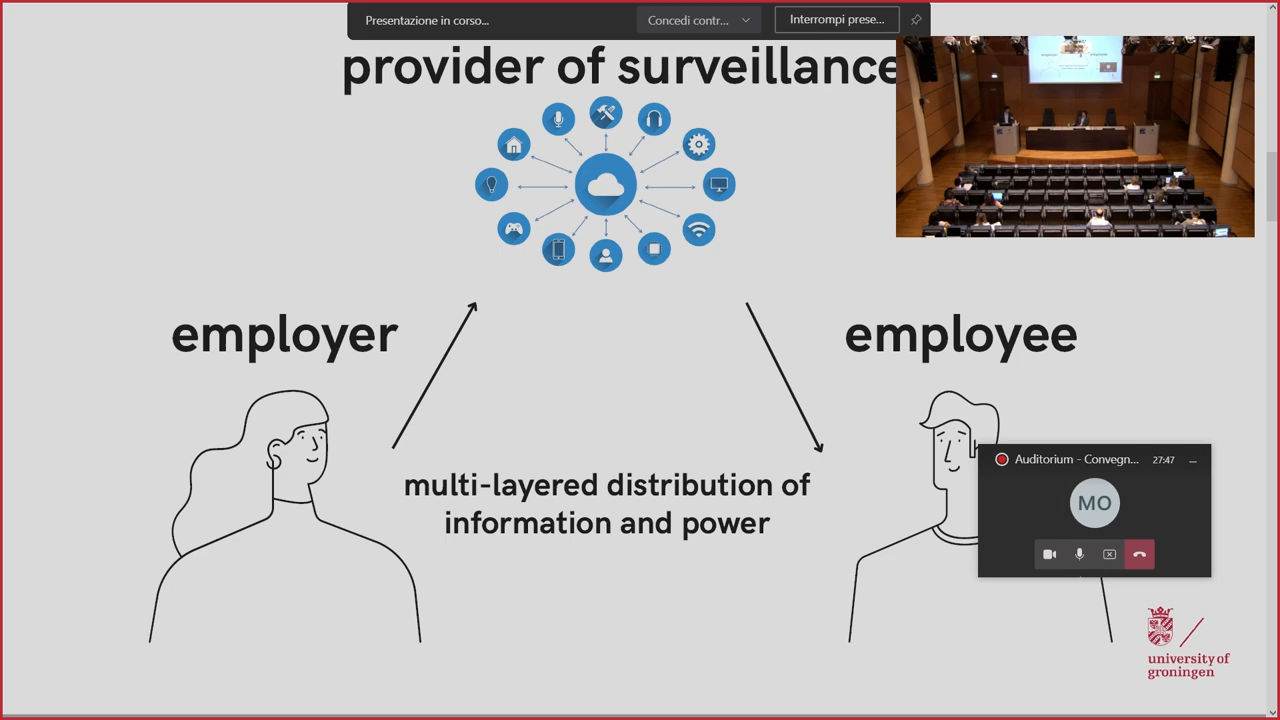 Presentazione in corso...
Concedi contr...
Interrompi prese...
provider of surveillance
employer
employee
multi-layered distribution of
information and power
Auditorium - Convegn...
27:47
MO
university of
groningen